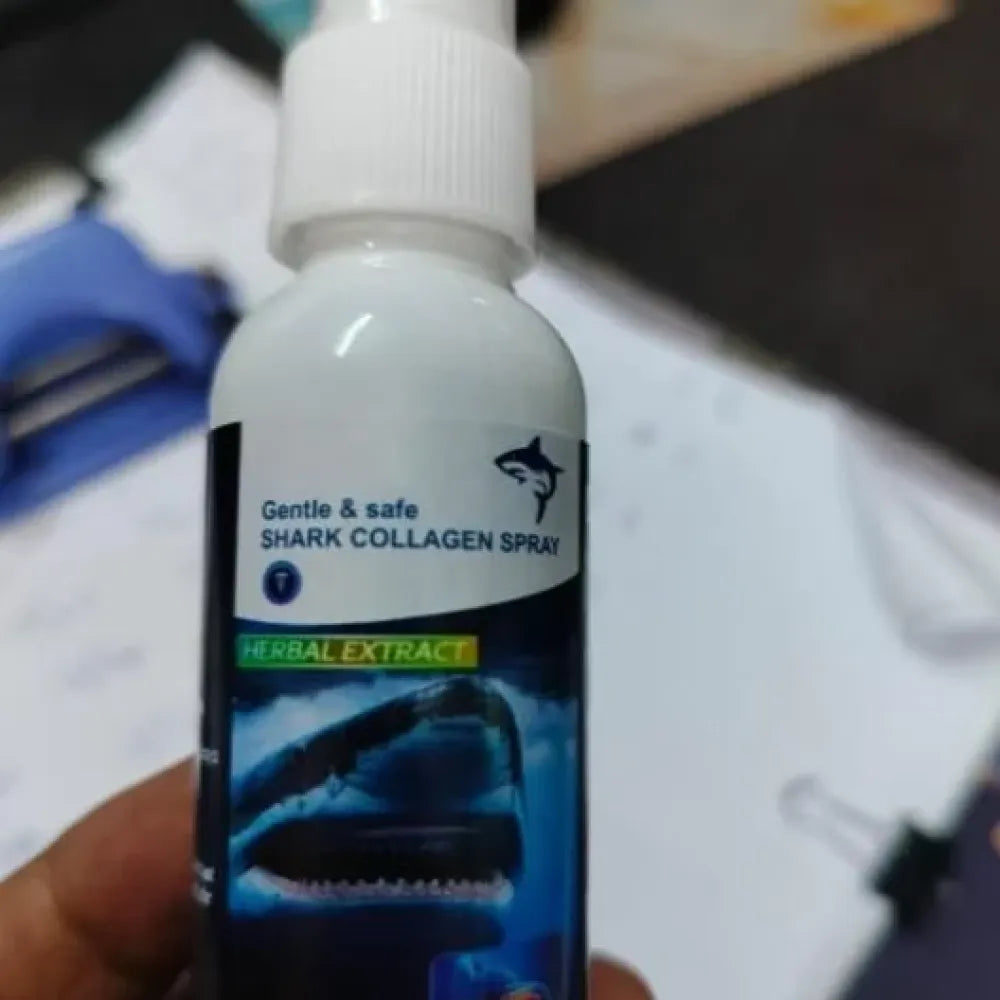 Gentle & safe
SHARK COLLAGEN SPRAY
HERBAL EXTRACT